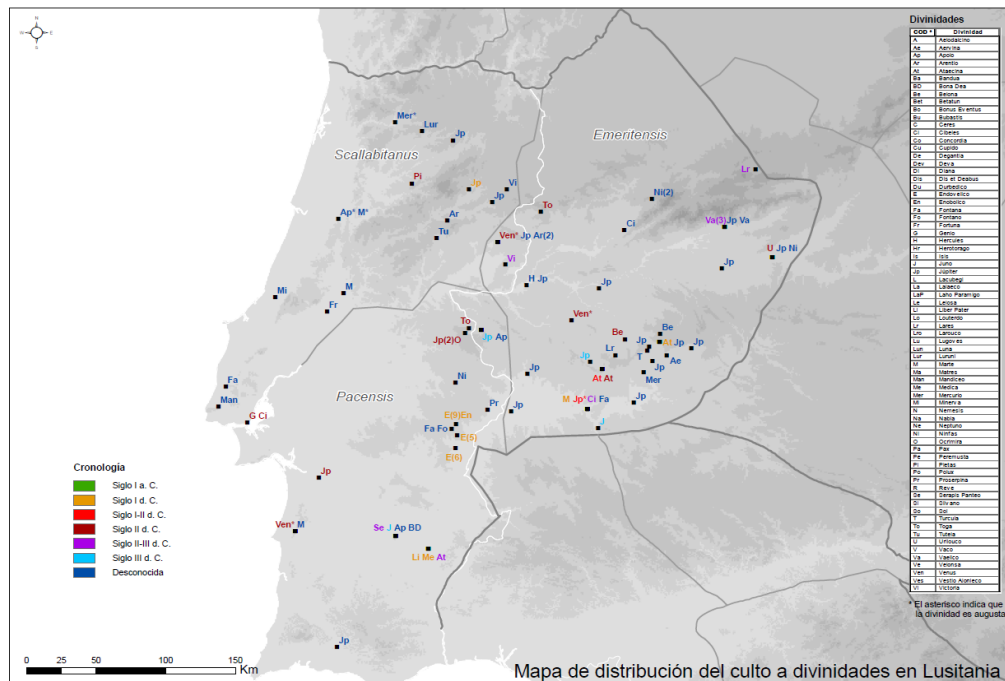 N
W
E
S
Divinidades
COD *
Divinidad
A Aelodaicino
Ae Aervina
Ap Apolo
Ar Arentio
At Ataecina
Ba Bandua
BD Bona Dea
Be Belona
Bet Betatun
Bo Bonus Eventus
Bu Bubastis
C Ceres
Ci Cibeles
Co Concordia
Cu Cupido
De Degantia
Dev Deva
Di Diana
Dis Dis et Deabus
Du Durbedico
E Endovelico
En Enobolico
Fa Fontana
Fo Fontano
Fr Fortuna
G Genio
H Hercules
Hr Herotorago
Is Isis
J Juno
Jp Júpiter
L Lacubegi
La Lalaeco
LaP Laho Paramigo
Le Lelosa
Li Liber Pater
Lo Louterdo
Lr Lares
Lro Larouco
Lu Lugoves
Lun Luna
Lur Lururi
M Marte
Ma Matres
Man Mandiceo
Me Medica
Mer Mercurio
Mi Minerva
N Nemesis
Na Nabia
Ne Neptuno
Ni Ninfas
O Ocrimira
Pa Pax
Pe Peremusta
Pi Pietas
Po Polux
Pr Proserpina
R Reve
Se Serapis Panteo
Si Silvano
So Sol
T Turcula
To Toga
Tu Tutela
U Urilouco
V Vaco
Va Vaelico
Ve Velonsa
Ven Venus
Ves Vestio Alonieco
Vi Victoria
* El asterisco indica que
la divinidad es augusta
Mer*
Lur
Jp
Scallabitanus
Emeritensis
Pi
Jp
Vi
Jp
To
Lr
Ni(2)
Ap* M*
Ar
Tu
Ven* Jp Ar(2)
Ci
Va(3)Jp Va
Vi
U Jp Ni
Jp
H Jp
Jp
Mi
M
Fr
Ven*
To
Jp(2)O
Jp Ap
Be
Be
Jp
At Jp
Jp
Lr
T
Ae
Jp
Jp
Mer
At At
Jp
Ni
Fa
Man
G Ci
Pacensis
Pr
Jp
M Jp*Ci Fa
Jp
J
E(9)En
Fa Fo
E(5)
E(6)
Jp
Ven* M
Se J Ap BD
Li Me At
Jp
Cronología
Siglo I a. C.
Siglo I d. C.
Siglo I-II d. C.
Siglo II d. C.
Siglo II-III d. C.
Siglo III d. C.
Desconocida
0 25 50 100 150
Km
Mapa de distribución del culto a divinidades en Lusitania